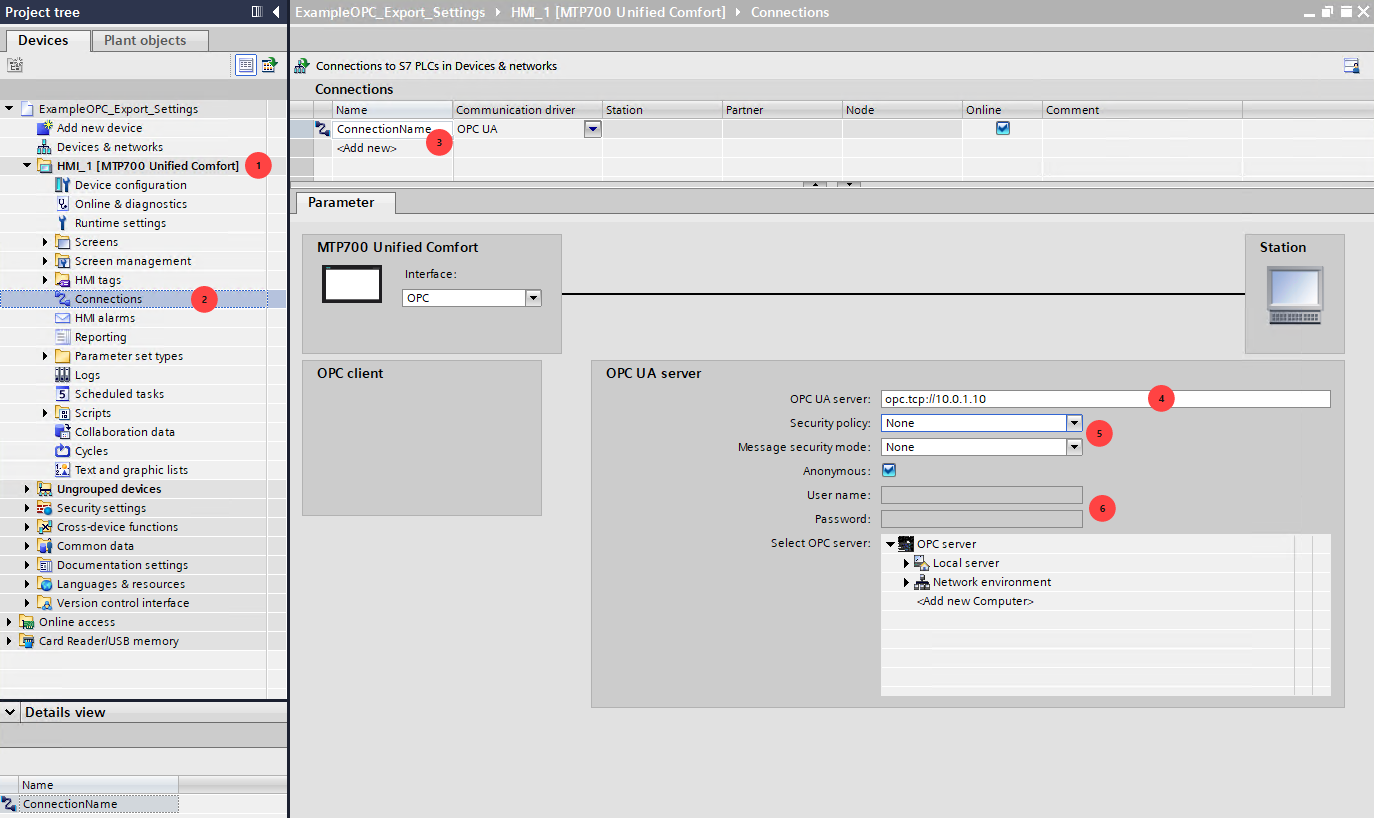 Project tree
ExampleOPC_Export_Settings HMI_1 [MTP700 Unified Comfort] Connections
Devices Plant objects
Connections to S7 PLCs in Devices & networks
Connections
Name Communication driver Station Partner Node Online Comment
ConnectionName OPC UA
3
<Add new>
ExampleOPC_Export_Settings
Add new device
Devices & networks
HMI_1 [MTP700 Unified Comfort] 1
Device configuration
Online & diagnostics
Runtime settings
Screens
Screen management
HMI tags
Connections 2
HMI alarms
Reporting
Parameter set types
Logs
Scheduled tasks
Scripts
Collaboration data
Cycles
Text and graphic lists
Ungrouped devices
Security settings
Cross-device functions
Common data
Documentation settings
Languages & resources
Version control interface
Online access
Card Reader/USB memory
Parameter
MTP700 Unified Comfort
Interface:
OPC
Station
OPC client
OPC UA server
OPC UA server: opc.tcp://10.0.1.10 4
Security policy: None
5
Message security mode: None
Anonymous:
User name:
6
Password:
Select OPC server: OPC server
Local server
Network environment
<Add new Computer>
Details view
Name
ConnectionName